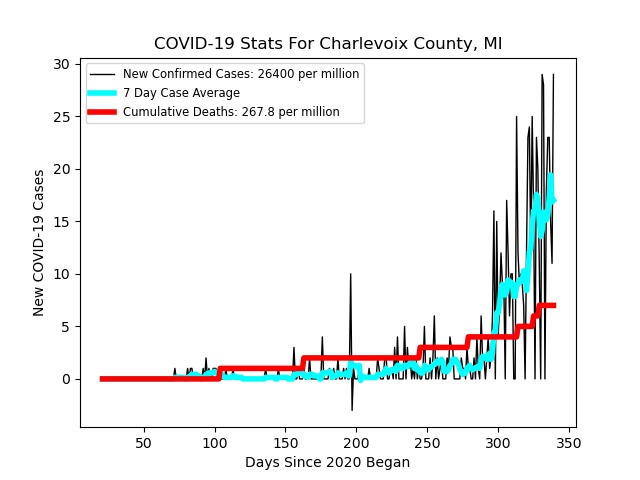 COVID-19 Stats For Charlevoix County, MI
New Confirmed Cases: 26400 per million
7 Day Case Average
Cumulative Deaths: 267.8 per million
New COVID-19 Cases
30
25
20
15
10
5
0
50
100
150
200
250
300
350
Days Since 2020 Began